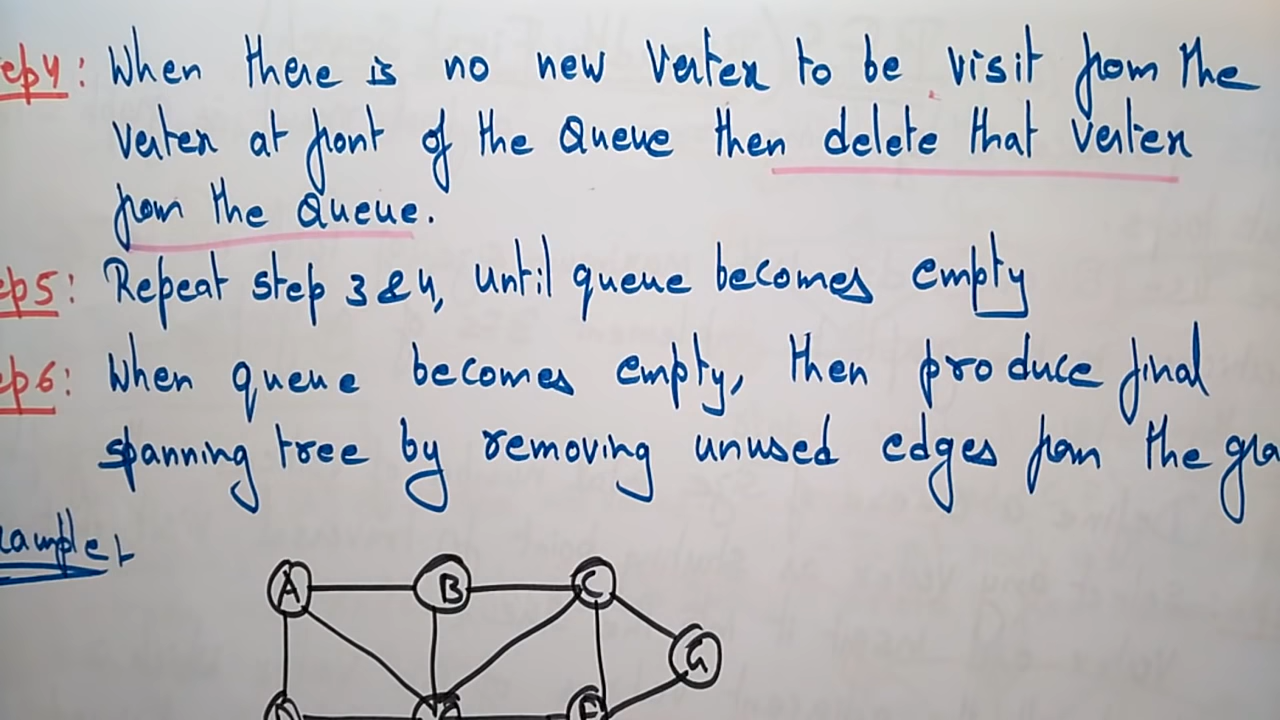 ep4: When there is no new vertex to be visit from the
vertex at front of the Queue then delete that vertex
from the Queue.
ep5: Repeat step 3 & 4, until queue becomes empty
ep6: When queue becomes empty, then produce final
spanning tree by removing unused edges from the gra
xample:
A B C
G